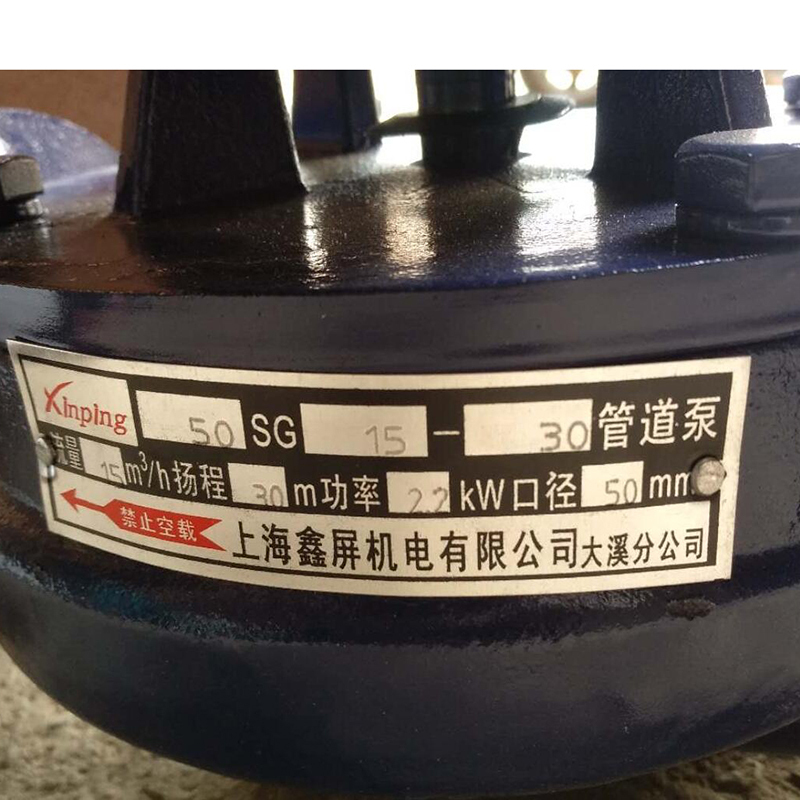 Xinping 50 SG 15 - 30 管道泵
流量 15 m³/h 扬程 30 m 功率 2.2 kW 口径 50 mm
禁止空载 上海鑫屏机电有限公司大溪分公司